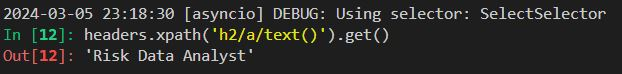 2024-03-05 23:18:30 [asyncio] DEBUG: Using selector: SelectSelector
In [12]: headers.xpath('h2/a/text()').get()
Out[12]: 'Risk Data Analyst'